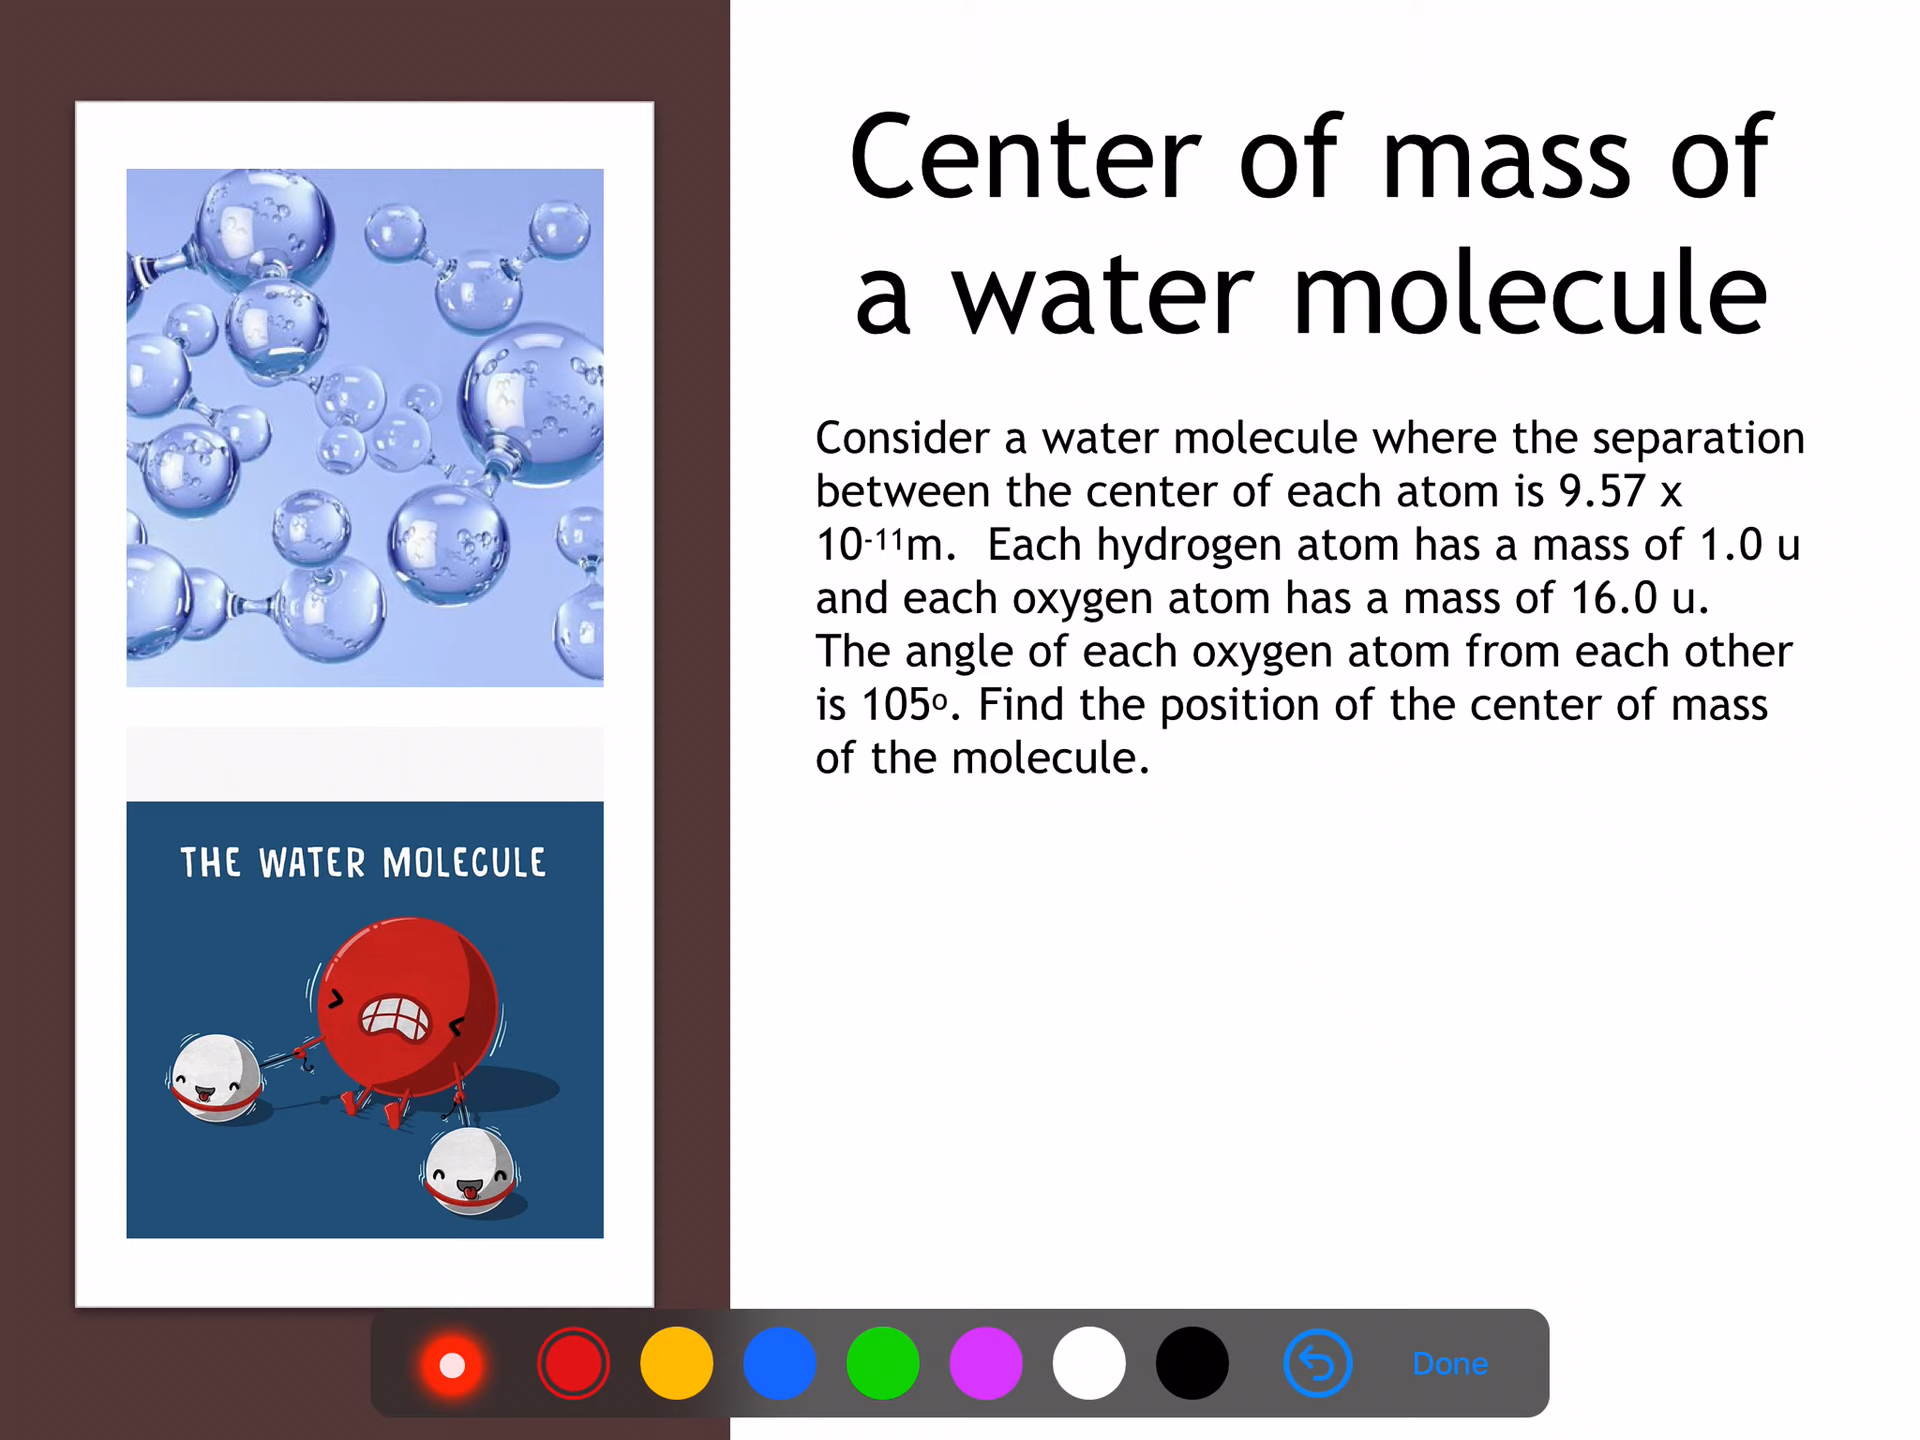 Center of mass of
a water molecule
Consider a water molecule where the separation
between the center of each atom is 9.57 x
10-11m.  Each hydrogen atom has a mass of 1.0 u
and each oxygen atom has a mass of 16.0 u.
The angle of each oxygen atom from each other
is 105º. Find the position of the center of mass
of the molecule.
THE WATER MOLECULE
Done